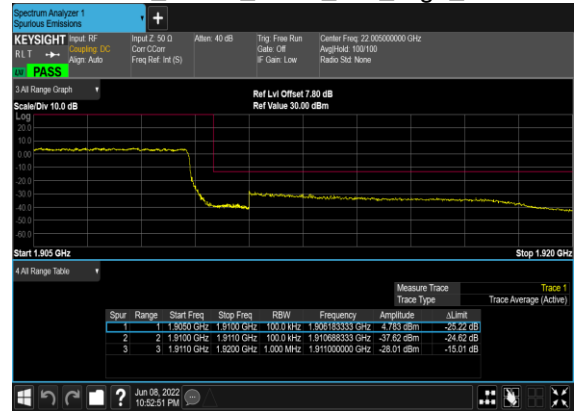 Spectrum Analyzer 1
Spurious Emissions
+
KEYSIGHT Input: RF Input Z: 50 Ω Atten: 40 dB Trig: Free Run Center Freq: 22.005000000 GHz
RLT Coupling: DC Corr CCorr Gate: Off Avg|Hold: 100/100
Align: Auto Freq Ref: Int (S) IF Gain: Low Radio Std: None
PASS
3 All Range Graph Ref Lvl Offset 7.80 dB
Scale/Div 10.0 dB Ref Value 30.00 dBm
Log
20.0
10.0
0.00
-10.0
-20.0
-30.0
-40.0
-50.0
-60.0
Start 1.905 GHz Stop 1.920 GHz
4 All Range Table
Measure Trace Trace 1
Trace Type Trace Average (Active)
Spur Range Start Freq Stop Freq RBW Frequency Amplitude ΔLimit
1 1 1.9050 GHz 1.9100 GHz 100.0 kHz 1.906183333 GHz 4.783 dBm -25.22 dB
2 2 1.9100 GHz 1.9110 GHz 100.0 kHz 1.910688333 GHz -37.62 dBm -24.62 dB
3 3 1.9110 GHz 1.9200 GHz 1.000 MHz 1.911000000 GHz -28.01 dBm -15.01 dB
? Jun 08, 2022
10:52:51 PM